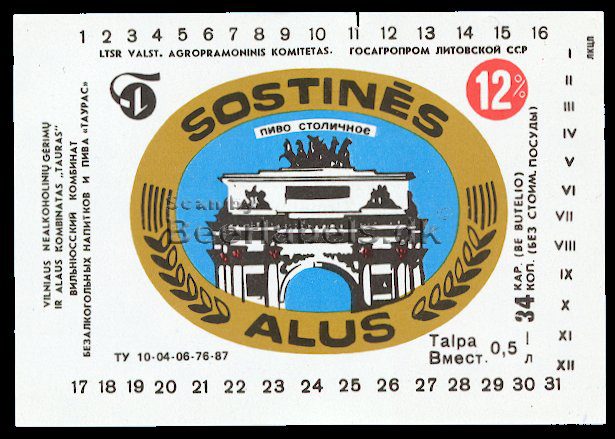 1 2 3 4 5 6 7 8 9 10 11 12 13 14 15 16
LTSR VALST. AGROPRAMONINIS KOMITETAS. ГОСАГРОПРОМ ЛИТОВСКОЙ ССР
ЛКЦП
12%
SOSTINĖS
ПИВО СТОЛИЧНОЕ
ALUS
VILNIAUS NEALKOHOLINIŲ GĖRIMŲ
IR ALAUS KOMBINATAS „TAURAS"
ВИЛЬНЮССКИЙ КОМБИНАТ
БЕЗАЛКОГОЛЬНЫХ НАПИТКОВ И ПИВА «ТАУРАС»
Scan by
Beerlabels.sk
34 KAP. (BE BUTELIO)
КОП. (БЕЗ СТОИМ. ПОСУДЫ)
I
II
III
IV
V
VI
VII
VIII
IX
X
XI
XII
Talpa
Вмест. 0,5 l
л
ТУ 10-04-06-76-87
17 18 19 20 21 22 23 24 25 26 27 28 29 30 31